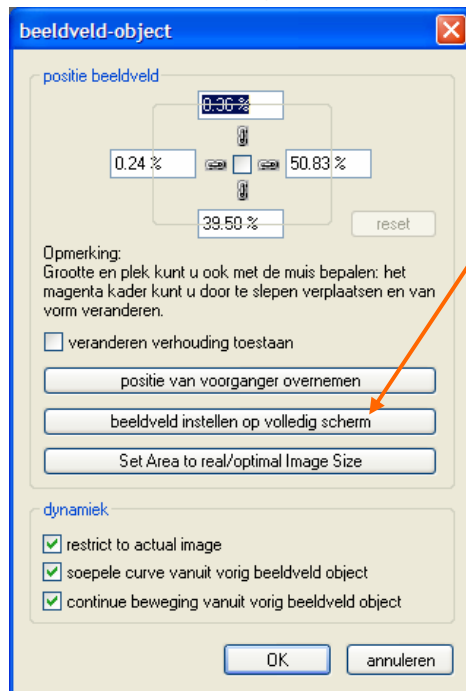 beeldveld-object
positie beeldveld
0.36 %
0.24 %
50.83 %
39.50 %
reset
Opmerking:
Grootte en plek kunt u ook met de muis bepalen: het
magenta kader kunt u door te slepen verplaatsen en van
vorm veranderen.
veranderen verhouding toestaan
positie van voorganger overnemen
beeldveld instellen op volledig scherm
Set Area to real/optimal Image Size
dynamiek
restrict to actual image
soepele curve vanuit vorig beeldveld object
continue beweging vanuit vorig beeldveld object
OK
annuleren